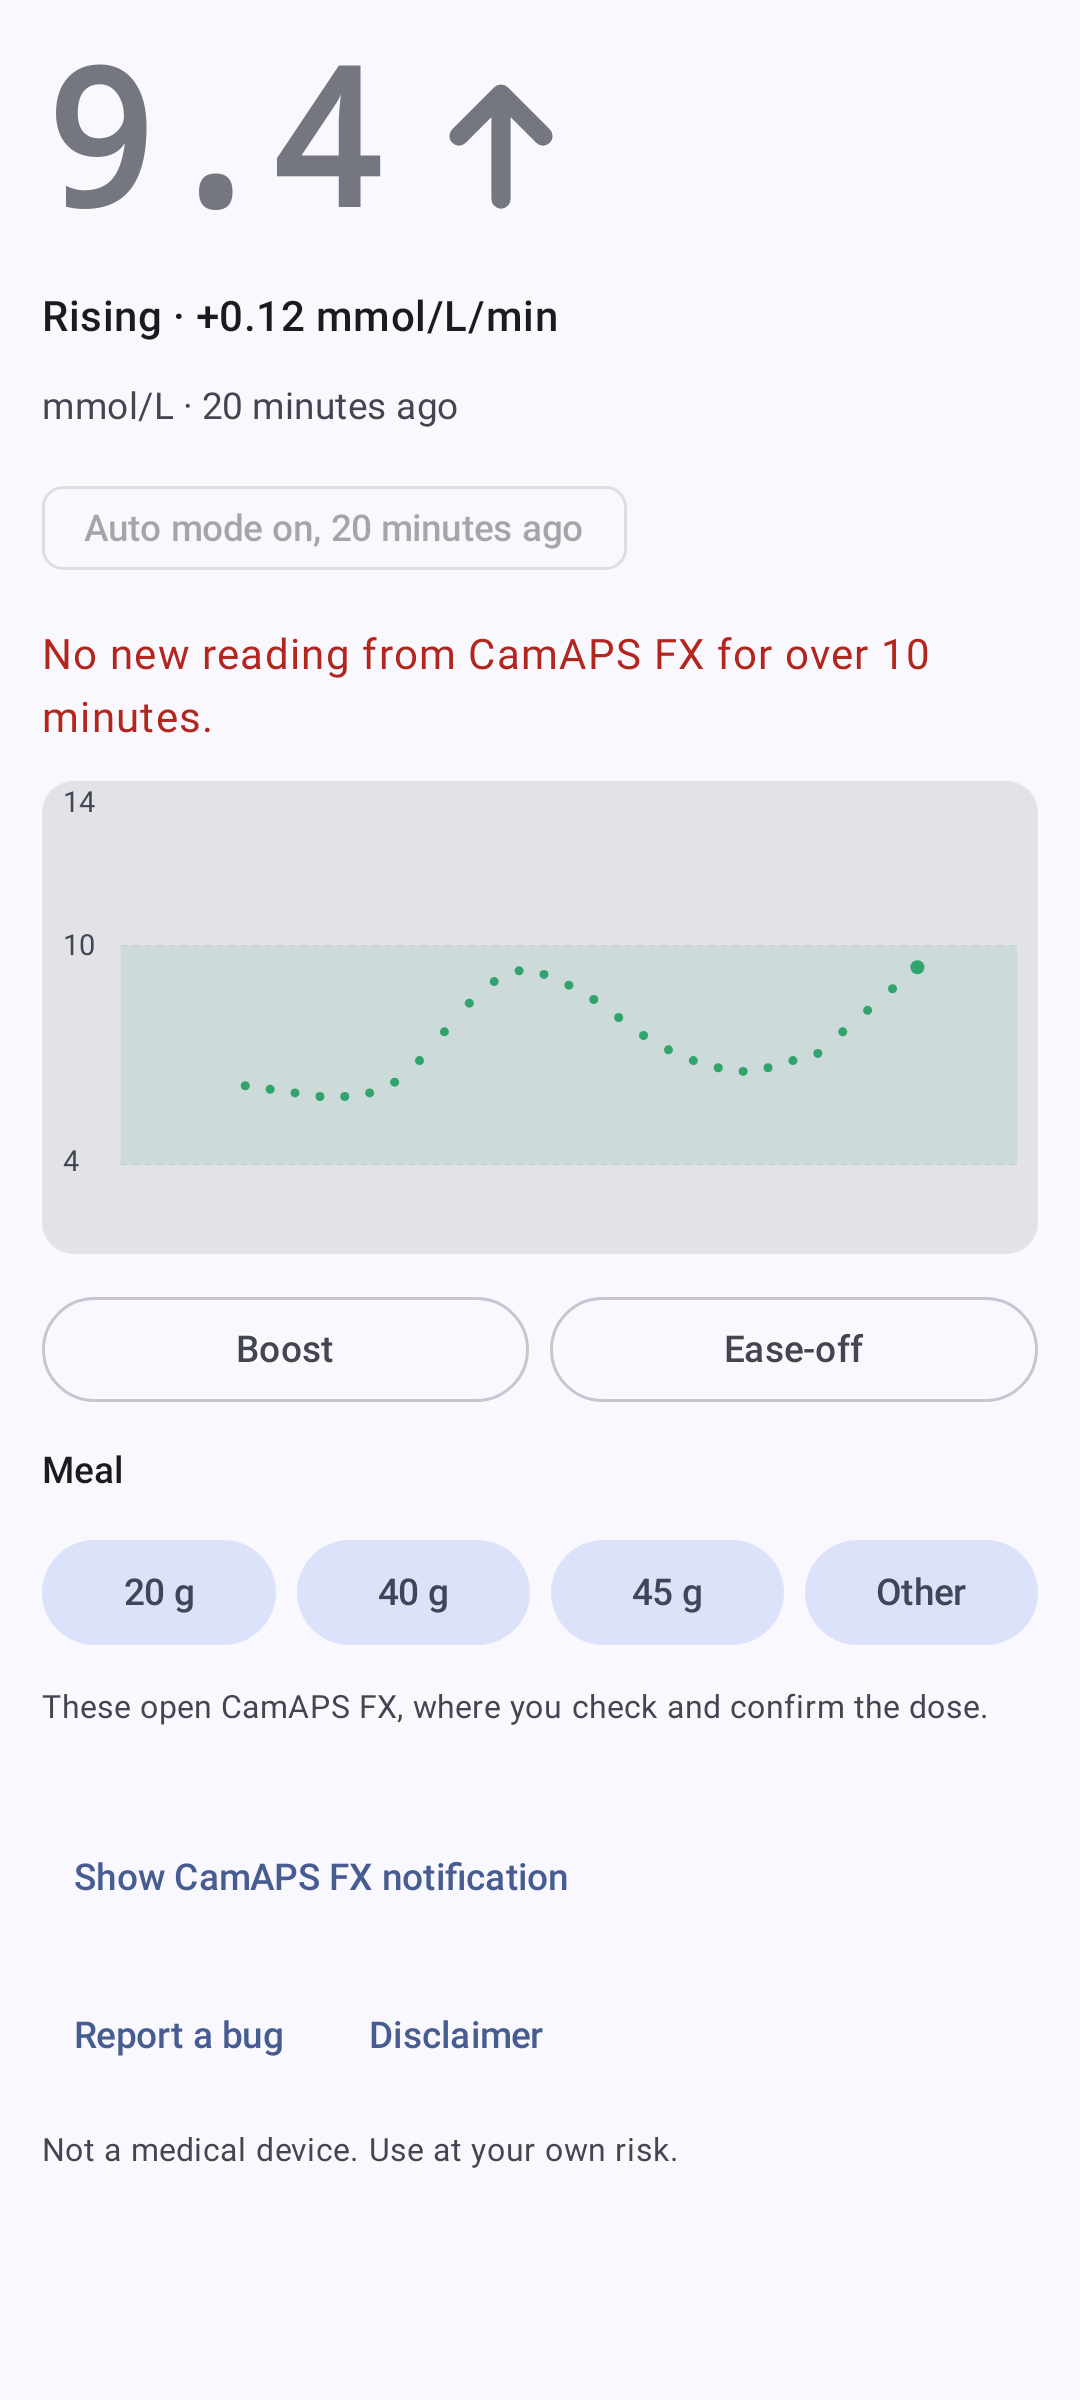 9.4
Rising · +0.12 mmol/L/min
mmol/L · 20 minutes ago
Auto mode on, 20 minutes ago
No new reading from CamAPS FX for over 10
minutes.
14
10
4
Boost
Ease-off
Meal
20 g
40 g
45 g
Other
These open CamAPS FX, where you check and confirm the dose.
Show CamAPS FX notification
Report a bug
Disclaimer
Not a medical device. Use at your own risk.